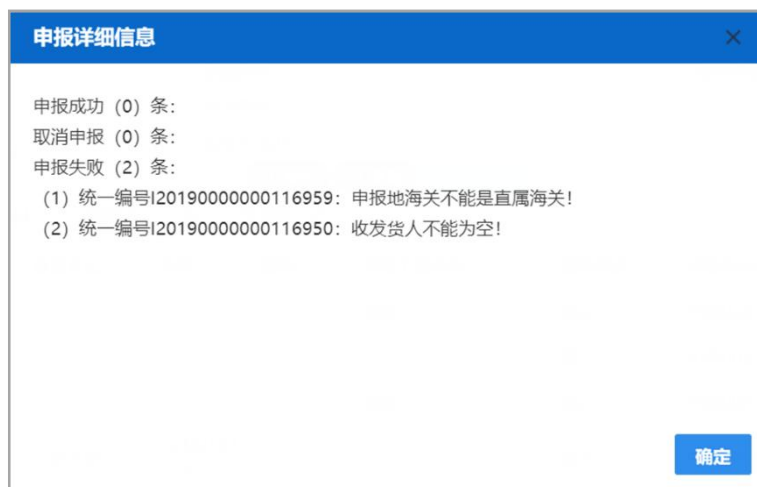 申报详细信息
申报成功（0）条：
取消申报（0）条：
申报失败（2）条：
（1）统一编号I20190000000116959：申报地海关不能是直属海关！
（2）统一编号I20190000000116950：收发货人不能为空！
确定